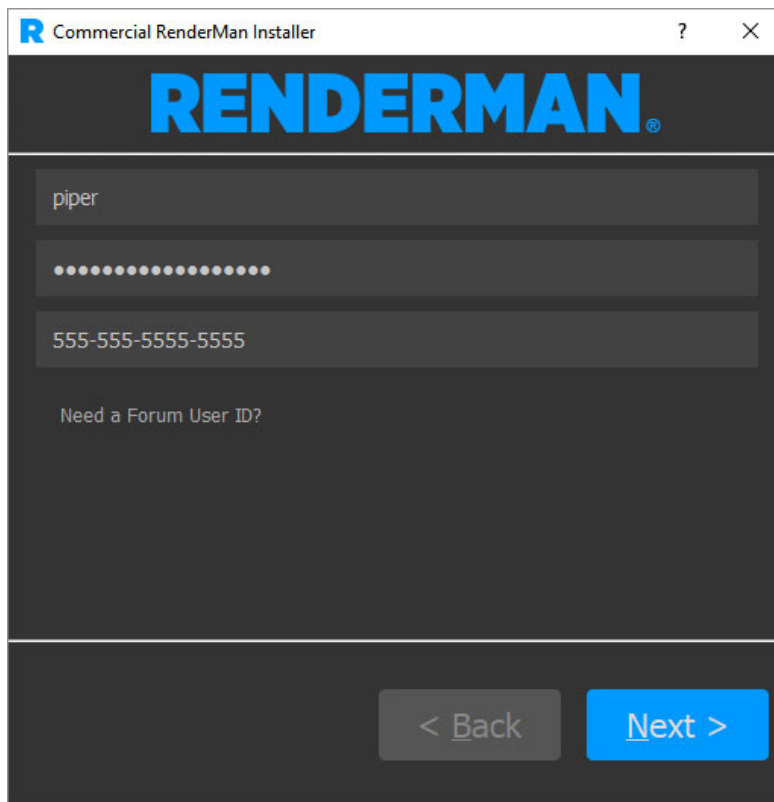 Commercial RenderMan Installer ?
RENDERMAN®
piper
●●●●●●●●●●●●●●●●●●
555-555-5555-5555
Need a Forum User ID?
< Back Next >